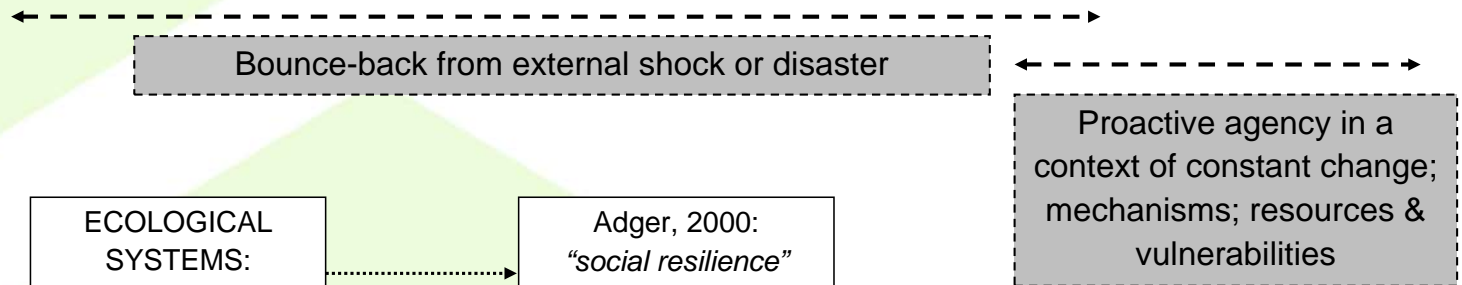 Bounce-back from external shock or disaster
Proactive agency in a
context of constant change;
mechanisms; resources &
vulnerabilities
ECOLOGICAL
SYSTEMS:
Adger, 2000:
“social resilience”